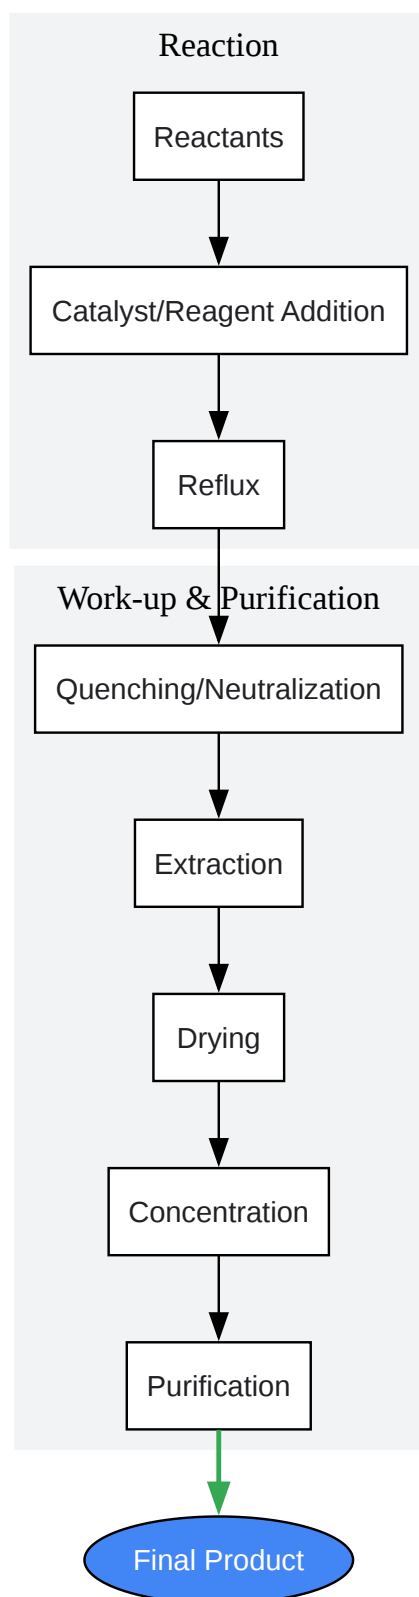 Reaction
Reactants
Catalyst/Reagent Addition
Reflux
Work-up & Purification
Quenching/Neutralization
Extraction
Drying
Concentration
Purification
Final Product